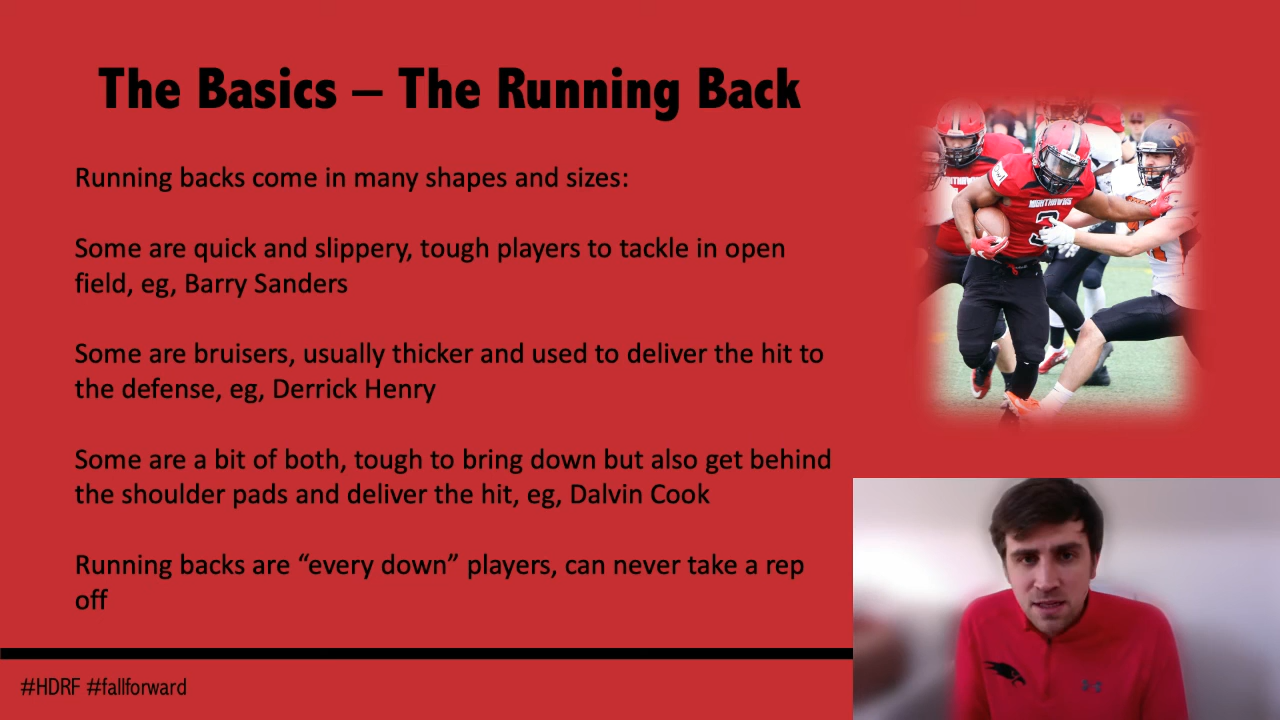 The Basics – The Running Back
Running backs come in many shapes and sizes:
Some are quick and slippery, tough players to tackle in open
field, eg, Barry Sanders
Some are bruisers, usually thicker and used to deliver the hit to
the defense, eg, Derrick Henry
Some are a bit of both, tough to bring down but also get behind
the shoulder pads and deliver the hit, eg, Dalvin Cook
Running backs are “every down” players, can never take a rep
off
#HDRF #fallforward
NIGHTHAWKS
3